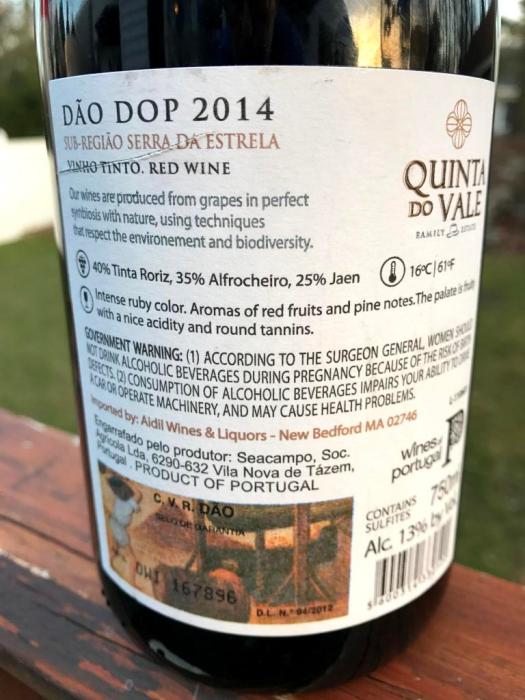 DÃO DOP 2014
SUB-REGIÃO SERRA DA ESTRELA
VINHO TINTO. RED WINE
Our wines are produced from grapes in perfect
symbiosis with nature, using techniques
that respect the environement and biodiversity.
QUINTA
DO VALE
FAMILY ESTATE
40% Tinta Roriz, 35% Alfrocheiro, 25% Jaen
16ºC|61ºF
Intense ruby color. Aromas of red fruits and pine notes.The palate is fruity
with a nice acidity and round tannins.
GOVERNMENT WARNING: (1) ACCORDING TO THE SURGEON GENERAL, WOMEN SHOULD
NOT DRINK ALCOHOLIC BEVERAGES DURING PREGNANCY BECAUSE OF THE RISK OF BIRTH
DEFECTS. (2) CONSUMPTION OF ALCOHOLIC BEVERAGES IMPAIRS YOUR ABILITY TO DRIVE
A CAR OR OPERATE MACHINERY, AND MAY CAUSE HEALTH PROBLEMS.
Imported by: Aidil Wines & Liquors - New Bedford MA 02746
Engarrafado pelo produtor: Seacampo, Soc.
Agrícola Lda, 6290-632 Vila Nova de Tázem,
Portugal . PRODUCT OF PORTUGAL
wines of
portugal
CONTAINS
SULFITES
750m
Alc. 13% by Vol.
C. V. R. DÃO
SELO DE GARANTIA
DW1 167896
D.L. N.º 94/2012